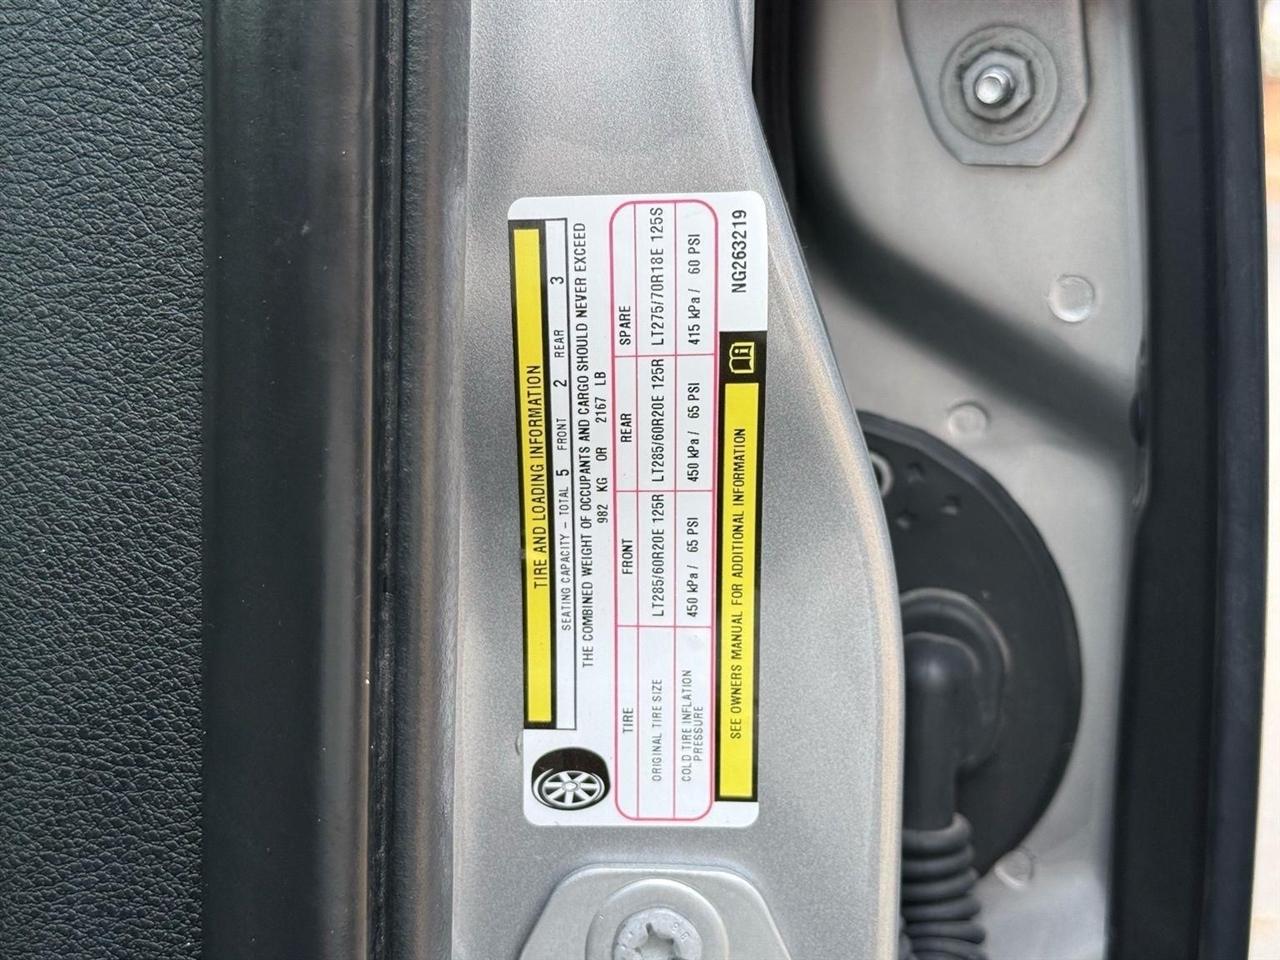 TIRE AND LOADING INFORMATION
SEATING CAPACITY – TOTAL 5 FRONT 2 REAR 3
THE COMBINED WEIGHT OF OCCUPANTS AND CARGO SHOULD NEVER EXCEED
982 KG OR 2167 LB
TIRE FRONT REAR SPARE
ORIGINAL TIRE SIZE LT285/60R20E 125R LT285/60R20E 125R LT275/70R18E 125S
COLD TIRE INFLATION PRESSURE 450 kPa / 65 PSI 450 kPa / 65 PSI 415 kPa / 60 PSI
SEE OWNERS MANUAL FOR ADDITIONAL INFORMATION
NG263219